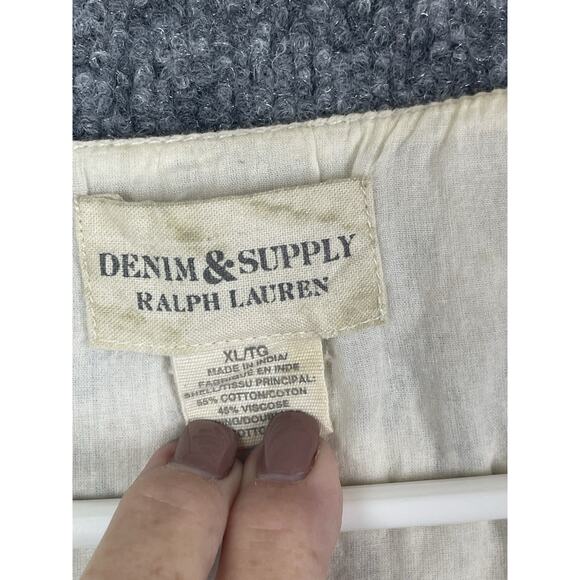 DENIM & SUPPLY
RALPH LAUREN
XL/TG
MADE IN INDIA/
FABRIQUE EN INDE
SHELL/TISSU PRINCIPAL:
55% COTTON/COTON
45% VISCOSE